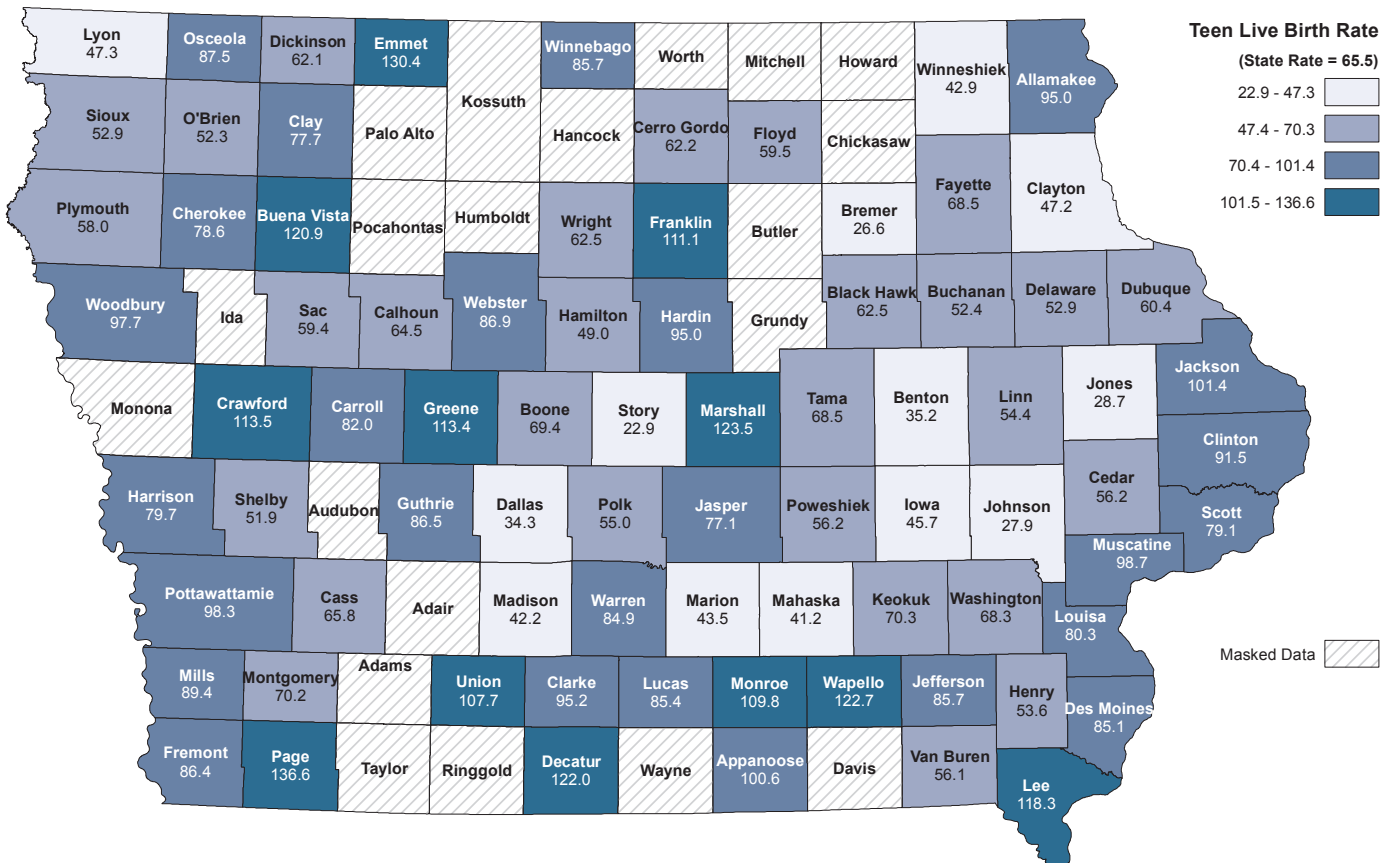 Teen Live Birth Rate
(State Rate = 65.5)
22.9 - 47.3
47.4 - 70.3
70.4 - 101.4
101.5 - 136.6
Lyon
47.3
Osceola
87.5
Dickinson
62.1
Emmet
130.4
Kossuth
Winnebago
85.7
Worth
Mitchell
Howard
Winneshiek
42.9
Allamakee
95.0
Sioux
52.9
O'Brien
52.3
Clay
77.7
Palo Alto
Hancock
Cerro Gordo
62.2
Floyd
59.5
Chickasaw
Fayette
68.5
Clayton
47.2
Plymouth
58.0
Cherokee
78.6
Buena Vista
120.9
Pocahontas
Humboldt
Wright
62.5
Franklin
111.1
Butler
Bremer
26.6
Woodbury
97.7
Ida
Sac
59.4
Calhoun
64.5
Webster
86.9
Hamilton
49.0
Hardin
95.0
Grundy
Black Hawk
62.5
Buchanan
52.4
Delaware
52.9
Dubuque
60.4
Monona
Crawford
113.5
Carroll
82.0
Greene
113.4
Boone
69.4
Story
22.9
Marshall
123.5
Tama
68.5
Benton
35.2
Linn
54.4
Jones
28.7
Jackson
101.4
Clinton
91.5
Harrison
79.7
Shelby
51.9
Audubon
Guthrie
86.5
Dallas
34.3
Polk
55.0
Jasper
77.1
Poweshiek
56.2
Iowa
45.7
Johnson
27.9
Cedar
56.2
Scott
79.1
Muscatine
98.7
Pottawattamie
98.3
Cass
65.8
Adair
Madison
42.2
Warren
84.9
Marion
43.5
Mahaska
41.2
Keokuk
70.3
Washington
68.3
Louisa
80.3
Masked Data
Mills
89.4
Montgomery
70.2
Adams
Union
107.7
Clarke
95.2
Lucas
85.4
Monroe
109.8
Wapello
122.7
Jefferson
85.7
Henry
53.6
Des Moines
85.1
Fremont
86.4
Page
136.6
Taylor
Ringgold
Decatur
122.0
Wayne
Appanoose
100.6
Davis
Van Buren
56.1
Lee
118.3